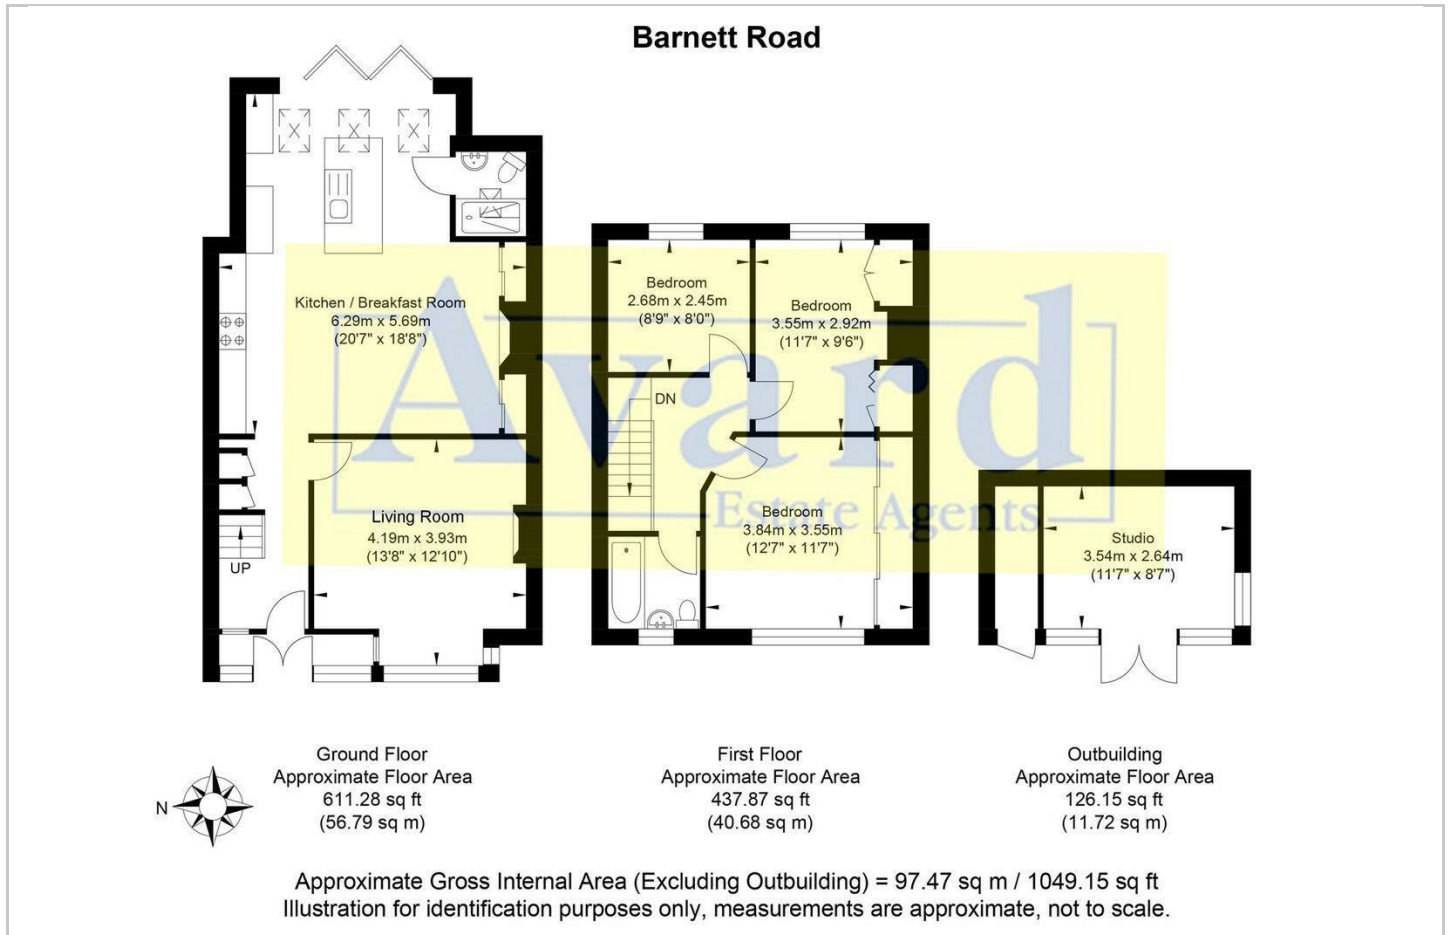 Barnett Road
Kitchen / Breakfast Room
6.29m x 5.69m
(20'7" x 18'8")
Living Room
4.19m x 3.93m
(13'8" x 12'10")
UP
Bedroom
2.68m x 2.45m
(8'9" x 8'0")
Bedroom
3.55m x 2.92m
(11'7" x 9'6")
DN
Bedroom
3.84m x 3.55m
(12'7" x 11'7")
Studio
3.54m x 2.64m
(11'7" x 8'7")
Avard
Estate Agents
N
Ground Floor
Approximate Floor Area
611.28 sq ft
(56.79 sq m)
First Floor
Approximate Floor Area
437.87 sq ft
(40.68 sq m)
Outbuilding
Approximate Floor Area
126.15 sq ft
(11.72 sq m)
Approximate Gross Internal Area (Excluding Outbuilding) = 97.47 sq m / 1049.15 sq ft
Illustration for identification purposes only, measurements are approximate, not to scale.